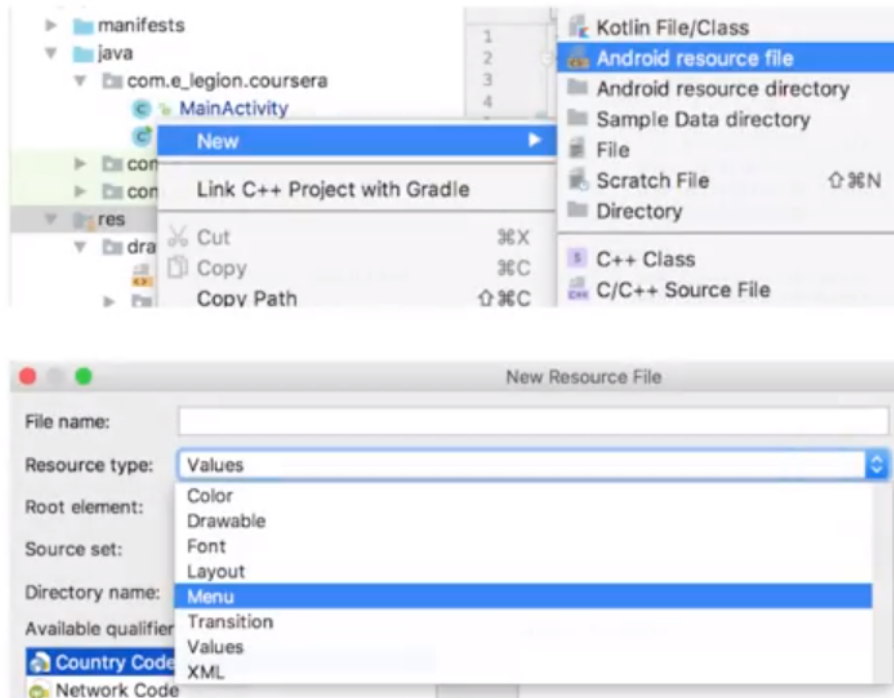 manifests
java
com.e_legion.coursera
MainActivity
com
com
res
dra
1
2
3
4
New
Link C++ Project with Gradle
Cut ⌘X
Copy ⌘C
Copy Path ⇧⌘C
Kotlin File/Class
Android resource file
Android resource directory
Sample Data directory
File
Scratch File ⇧⌘N
Directory
C++ Class
C/C++ Source File
New Resource File
File name:
Resource type: Values
Root element:
Source set:
Directory name:
Available qualifier
Color
Drawable
Font
Layout
Menu
Transition
Values
XML
Country Code
Network Code